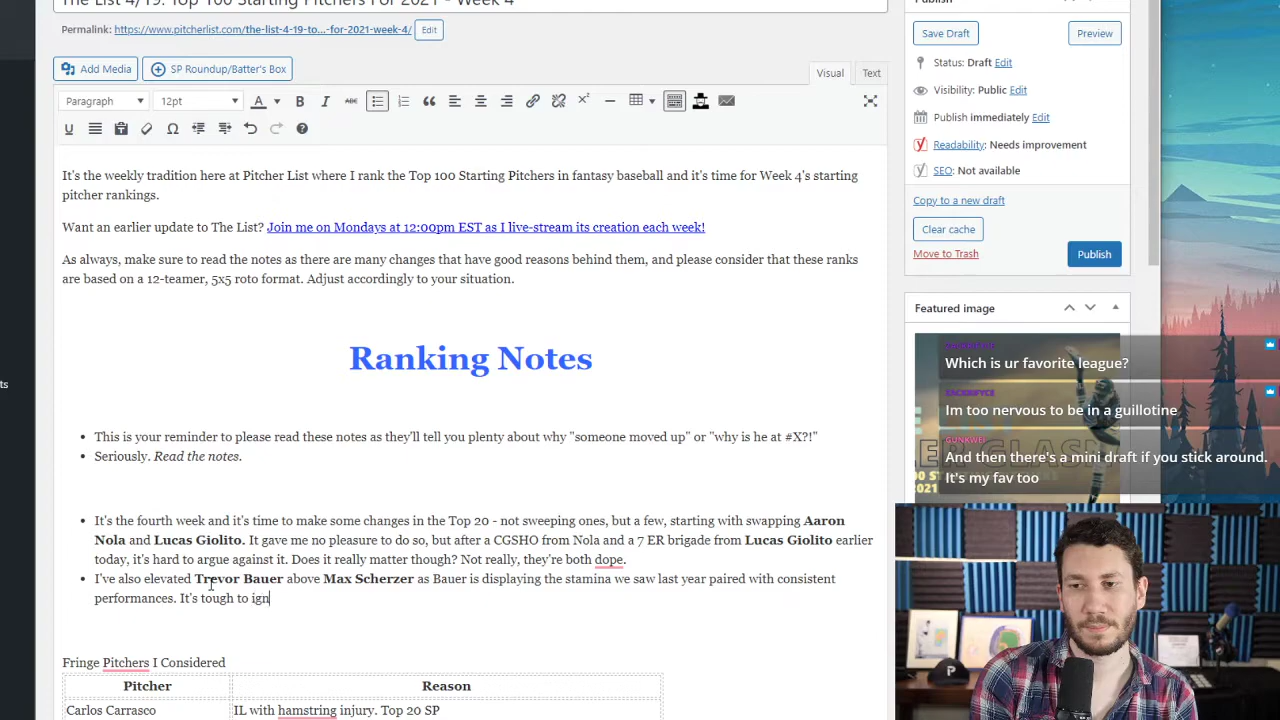 The List 4/19: Top 100 Starting Pitchers For 2021 - Week 4
Permalink: https://www.pitcherlist.com/the-list-4-19-to...-for-2021-week-4/ Edit
Add Media SP Roundup/Batter's Box
Visual Text
Paragraph 12pt
It's the weekly tradition here at Pitcher List where I rank the Top 100 Starting Pitchers in fantasy baseball and it's time for Week 4's starting
pitcher rankings.
Want an earlier update to The List? Join me on Mondays at 12:00pm EST as I live-stream its creation each week!
As always, make sure to read the notes as there are many changes that have good reasons behind them, and please consider that these ranks
are based on a 12-teamer, 5x5 roto format. Adjust accordingly to your situation.
Ranking Notes
This is your reminder to please read these notes as they'll tell you plenty about why "someone moved up" or "why is he at #X?!"
Seriously. Read the notes.
It's the fourth week and it's time to make some changes in the Top 20 - not sweeping ones, but a few, starting with swapping Aaron
Nola and Lucas Giolito. It gave me no pleasure to do so, but after a CGSHO from Nola and a 7 ER brigade from Lucas Giolito earlier
today, it's hard to argue against it. Does it really matter though? Not really, they're both dope.
I've also elevated Trevor Bauer above Max Scherzer as Bauer is displaying the stamina we saw last year paired with consistent
performances. It's tough to ign
Fringe Pitchers I Considered
Pitcher Reason
Carlos Carrasco IL with hamstring injury. Top 20 SP
ts
Publish
Save Draft Preview
Status: Draft Edit
Visibility: Public Edit
Publish immediately Edit
Readability: Needs improvement
SEO: Not available
Copy to a new draft
Clear cache
Move to Trash Publish
Featured image
Which is ur favorite league?
Im too nervous to be in a guillotine
GUNKWEI
And then there's a mini draft if you stick around.
It's my fav too
2021